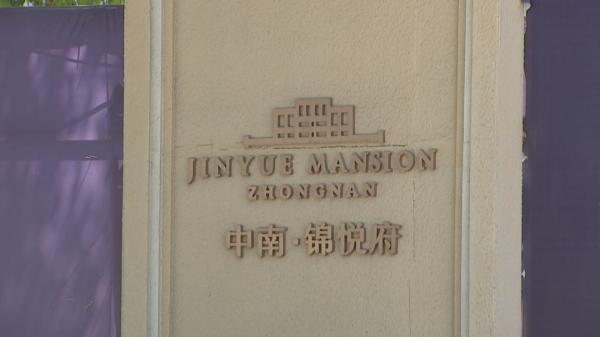 JINYUE MANSION
ZHONGNAN
中南·锦悦府